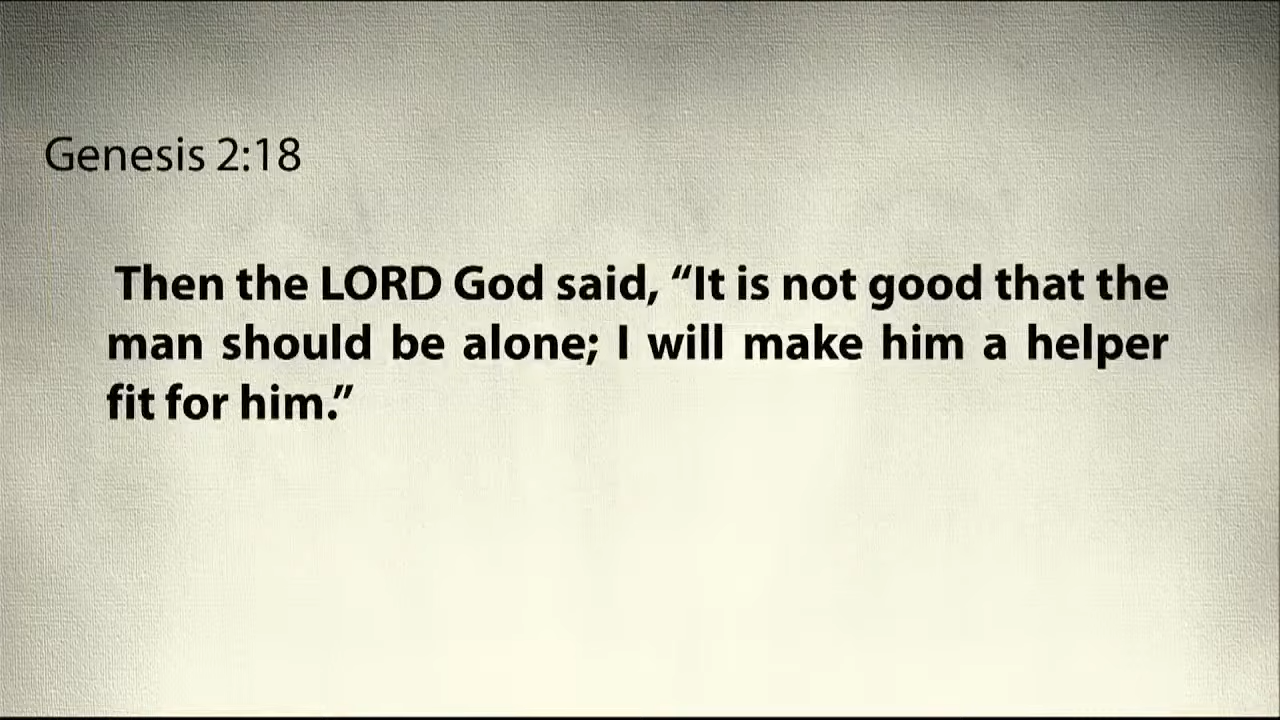 Genesis 2:18
Then the LORD God said, “It is not good that the
man should be alone; I will make him a helper
fit for him.”